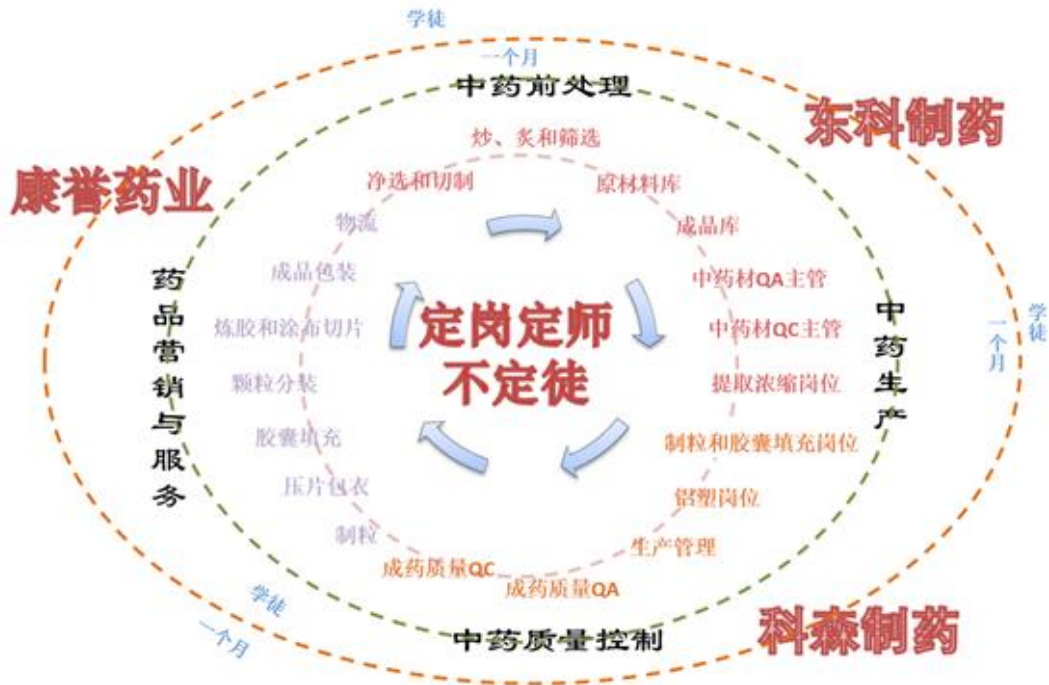 学徒
一个月
中药前处理
东科制药
康誉药业
炒、炙和筛选
净选和切制
原材料库
物流
成品库
成品包装
中药材QA主管
炼胶和涂布切片
中药材QC主管
颗粒分装
提取浓缩岗位
胶囊填充
制粒和胶囊填充岗位
压片包衣
铝塑岗位
制粒
生产管理
成药质量QC
成药质量QA
定岗定师
不定徒
药品营销与服务
中药生产
学徒
一个月
学徒
一个月
中药质量控制
科森制药